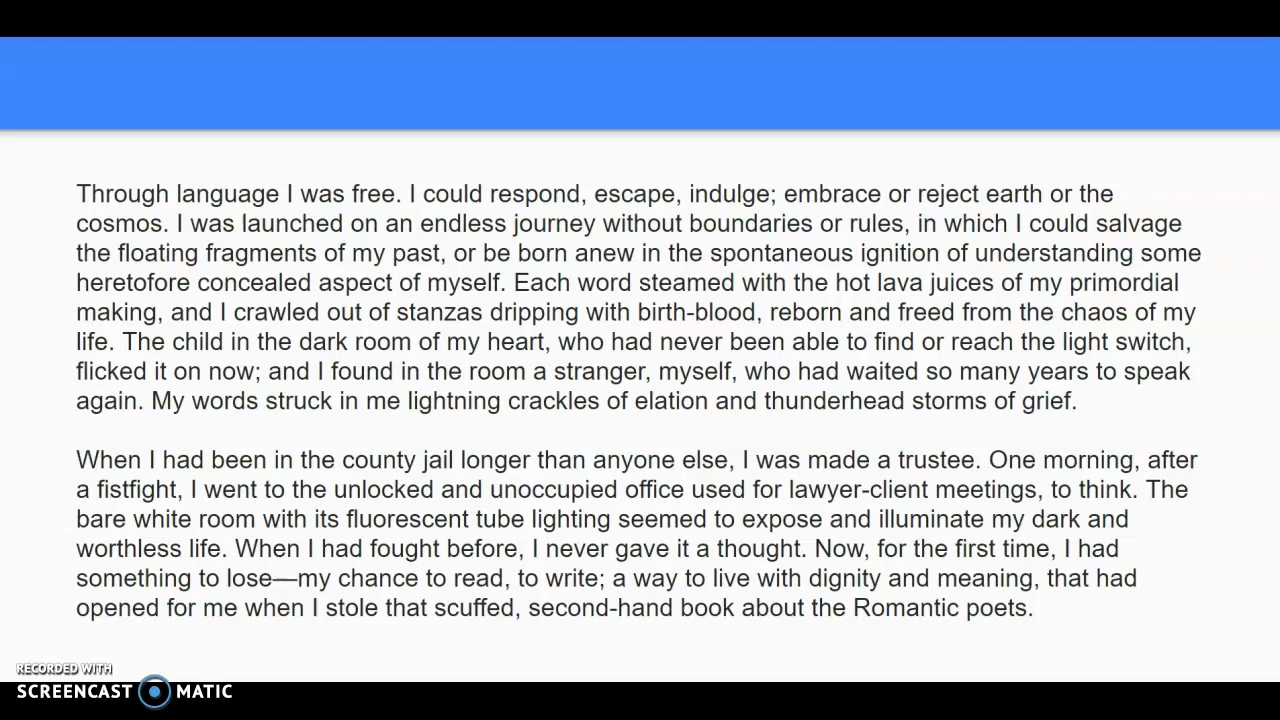 Through language I was free. I could respond, escape, indulge; embrace or reject earth or the
cosmos. I was launched on an endless journey without boundaries or rules, in which I could salvage
the floating fragments of my past, or be born anew in the spontaneous ignition of understanding some
heretofore concealed aspect of myself. Each word steamed with the hot lava juices of my primordial
making, and I crawled out of stanzas dripping with birth-blood, reborn and freed from the chaos of my
life. The child in the dark room of my heart, who had never been able to find or reach the light switch,
flicked it on now; and I found in the room a stranger, myself, who had waited so many years to speak
again. My words struck in me lightning crackles of elation and thunderhead storms of grief.
When I had been in the county jail longer than anyone else, I was made a trustee. One morning, after
a fistfight, I went to the unlocked and unoccupied office used for lawyer-client meetings, to think. The
bare white room with its fluorescent tube lighting seemed to expose and illuminate my dark and
worthless life. When I had fought before, I never gave it a thought. Now, for the first time, I had
something to lose—my chance to read, to write; a way to live with dignity and meaning, that had
opened for me when I stole that scuffed, second-hand book about the Romantic poets.
RECORDED WITH
SCREENCAST MATIC